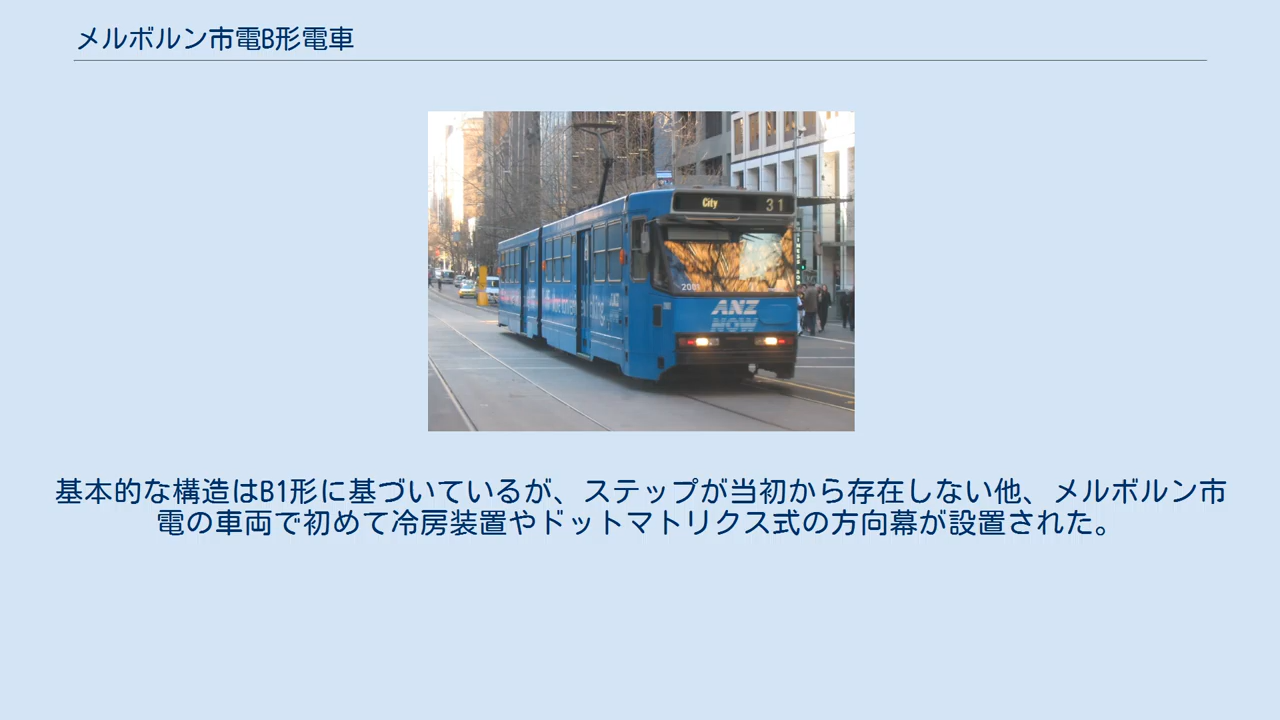 メルボルン市電B形電車
City 31
2001
ANZ
NOW
基本的な構造はB1形に基づいているが、ステップが当初から存在しない他、メルボルン市
電の車両で初めて冷房装置やドットマトリクス式の方向幕が設置された。